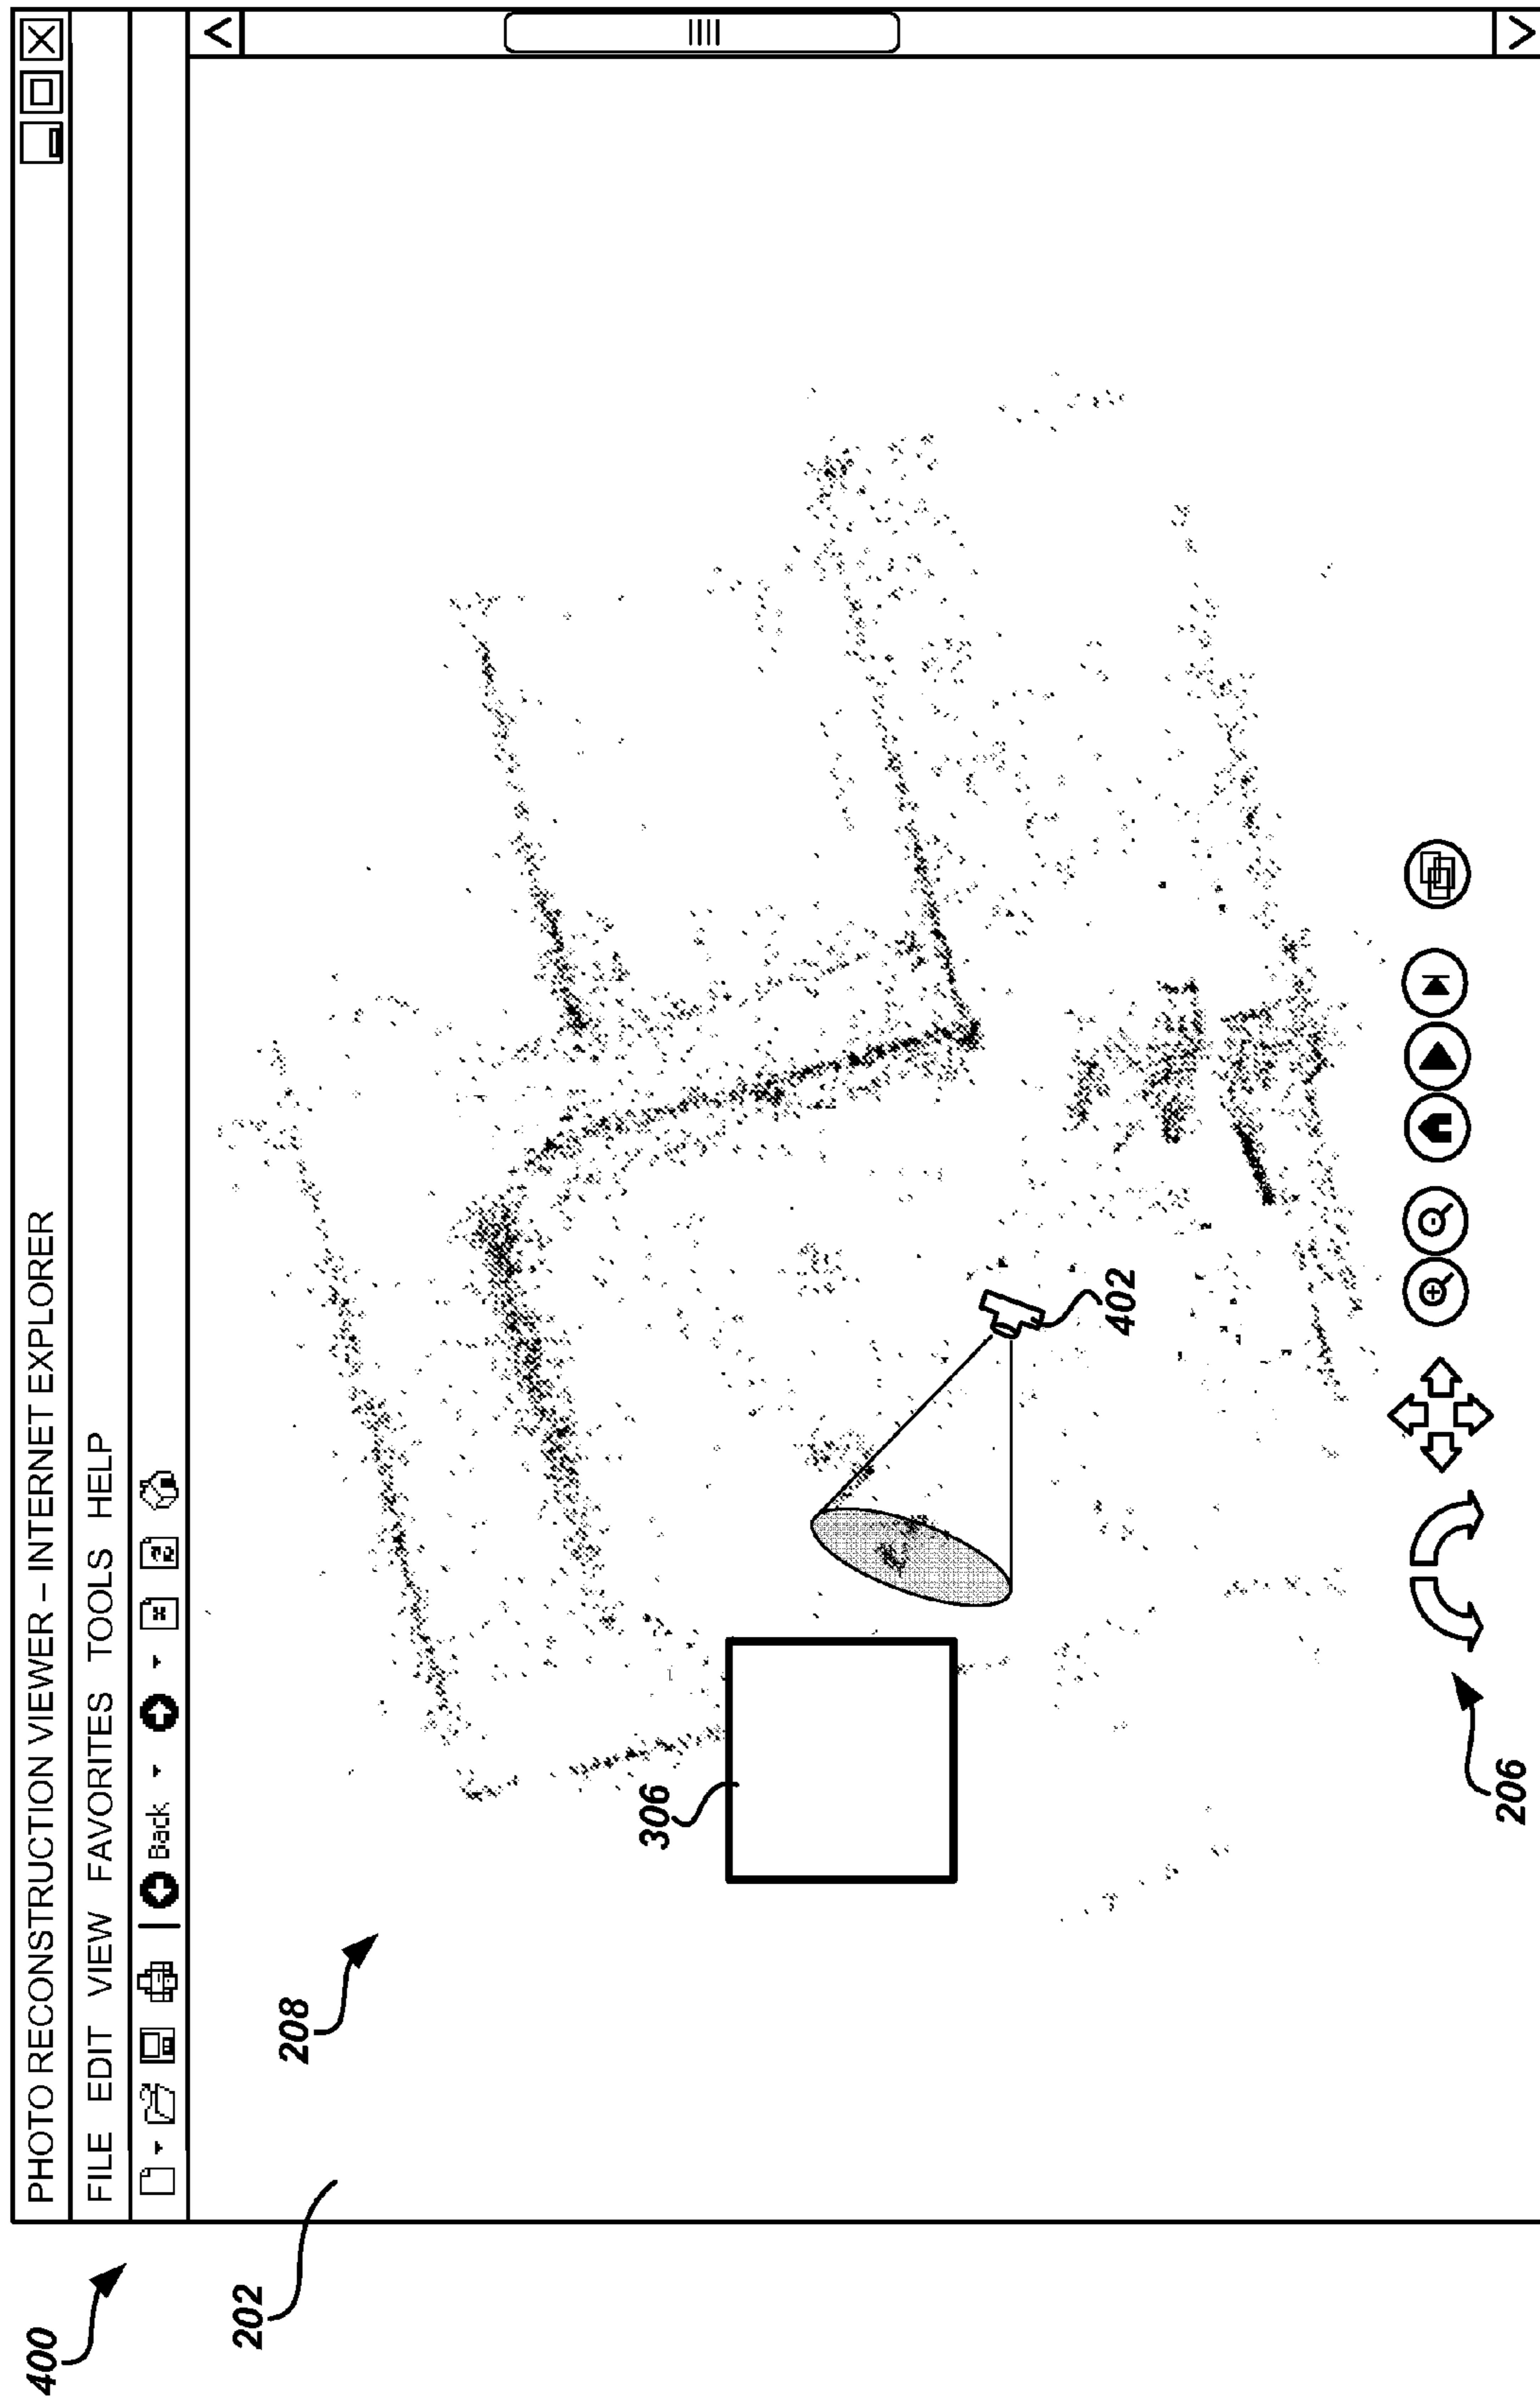 400
PHOTO RECONSTRUCTION VIEWER – INTERNET EXPLORER
FILE EDIT VIEW FAVORITES TOOLS HELP
Back
202
208
306
402
206